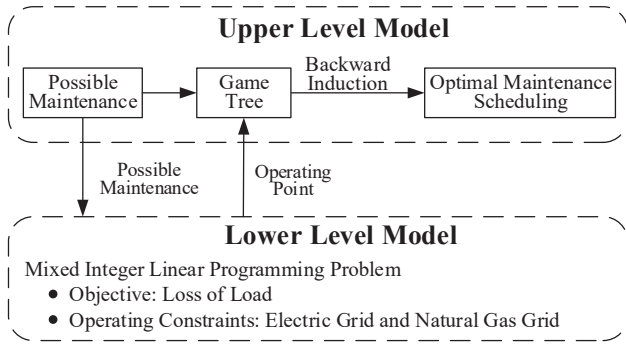 Upper Level Model
Backward
Induction
Possible
Maintenance
Game
Tree
Optimal Maintenance
Scheduling
Possible
Maintenance
Operating
Point
Lower Level Model
Mixed Integer Linear Programming Problem
● Objective: Loss of Load
● Operating Constraints: Electric Grid and Natural Gas Grid